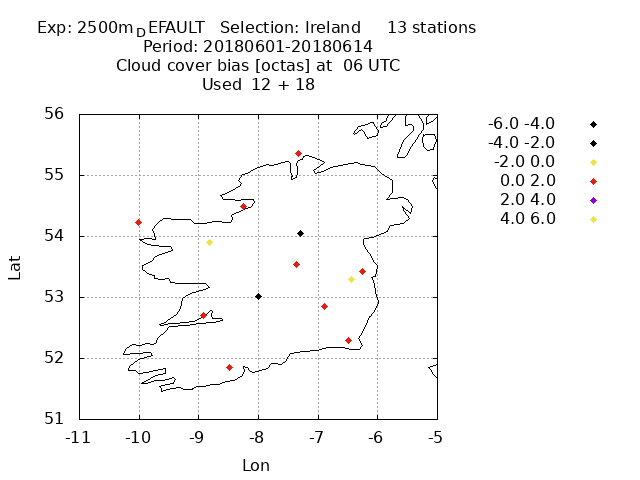 Exp: 2500m_DEFAULT Selection: Ireland 13 stations
Period: 20180601-20180614
Cloud cover bias [octas] at 06 UTC
Used 12 + 18
56
55
54
53
52
51
-11 -10 -9 -8 -7 -6 -5
Lat
Lon
-6.0 -4.0
-4.0 -2.0
-2.0 0.0
0.0 2.0
2.0 4.0
4.0 6.0